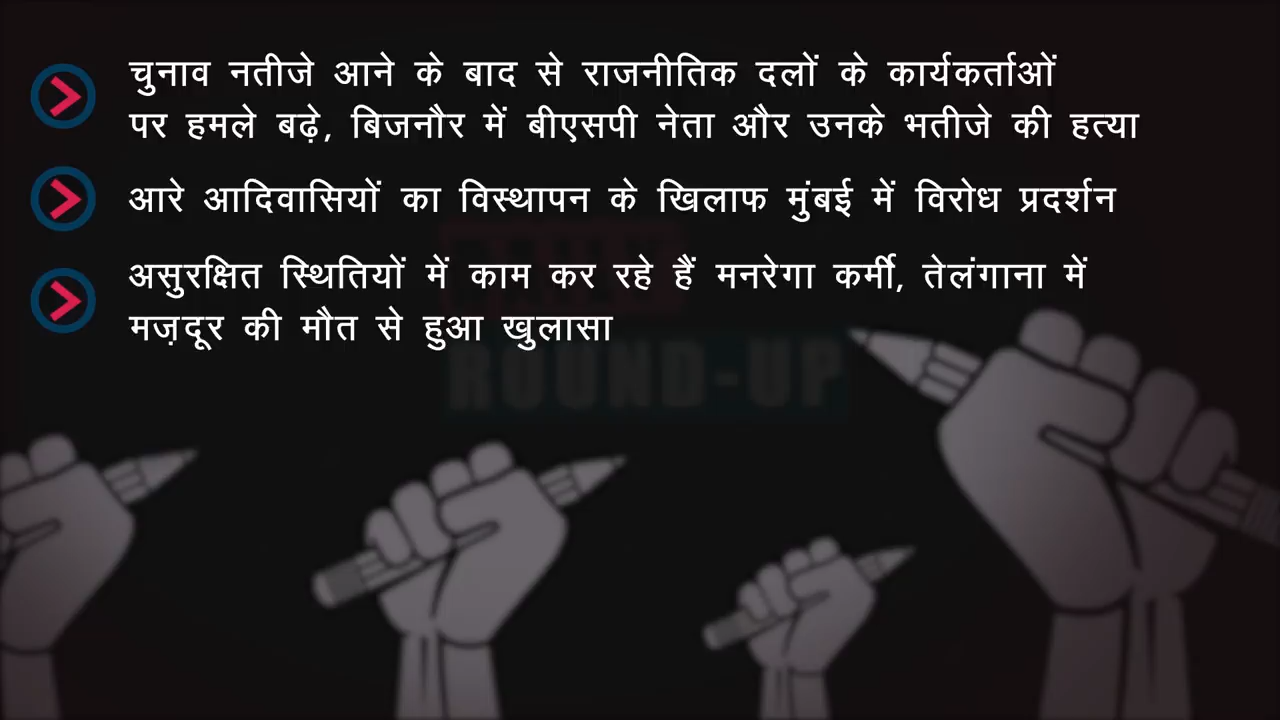 चुनाव नतीजे आने के बाद से राजनीतिक दलों के कार्यकर्ताओं
पर हमले बढ़े, बिजनौर में बीएसपी नेता और उनके भतीजे की हत्या
आरे आदिवासियों का विस्थापन के खिलाफ मुंबई में विरोध प्रदर्शन
असुरक्षित स्थितियों में काम कर रहे हैं मनरेगा कर्मी, तेलंगाना में
मज़दूर की मौत से हुआ खुलासा
DAILY
ROUND-UP